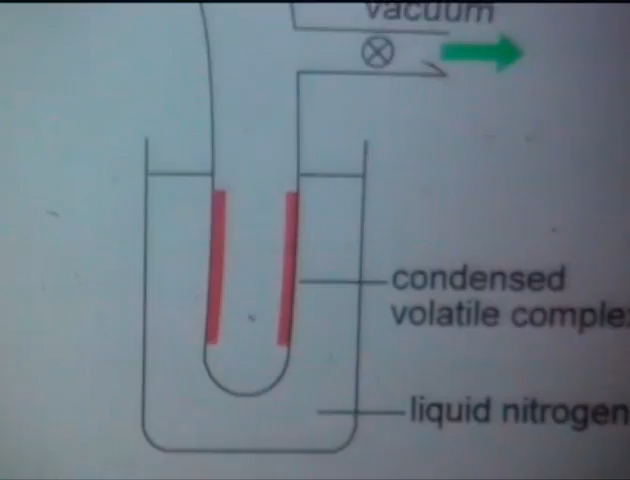 vacuum
condensed
volatile comple
liquid nitrogen